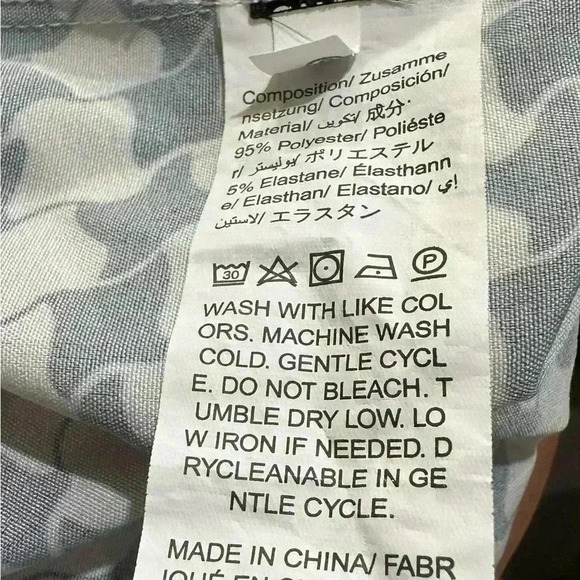 Composition/ Zusamme
nsetzung/ Composición/
Material/ تكوين/ 成分
95% Polyester/ Poliéste
r/ بوليستر/ ポリエステル
5% Elastane/ Élasthann
e/ Elasthan/ Elastano/ إي
لاستين/ エラスタン
30 P
WASH WITH LIKE COL
ORS. MACHINE WASH
COLD. GENTLE CYCL
E. DO NOT BLEACH. T
UMBLE DRY LOW. LO
W IRON IF NEEDED. D
RYCLEANABLE IN GE
NTLE CYCLE.
MADE IN CHINA/ FABR